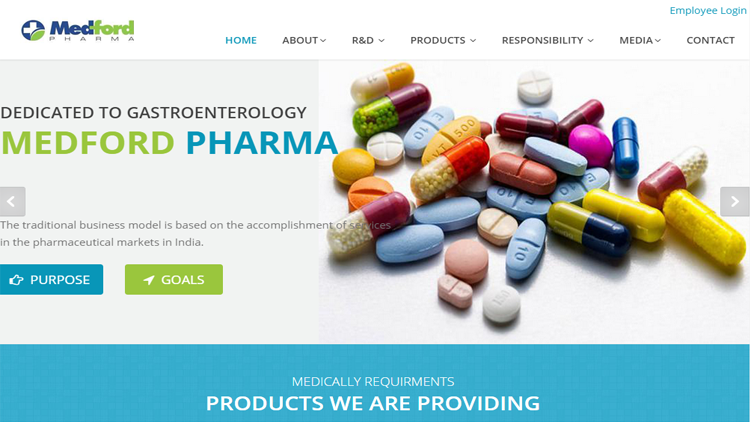 Employee Login
Medford
PHARMA
HOME ABOUT R&D PRODUCTS RESPONSIBILITY MEDIA CONTACT
DEDICATED TO GASTROENTEROLOGY
MEDFORD PHARMA
The traditional business model is based on the accomplishment of services
in the pharmaceutical markets in India.
PURPOSE GOALS
MEDICALLY REQUIRMENTS
PRODUCTS WE ARE PROVIDING